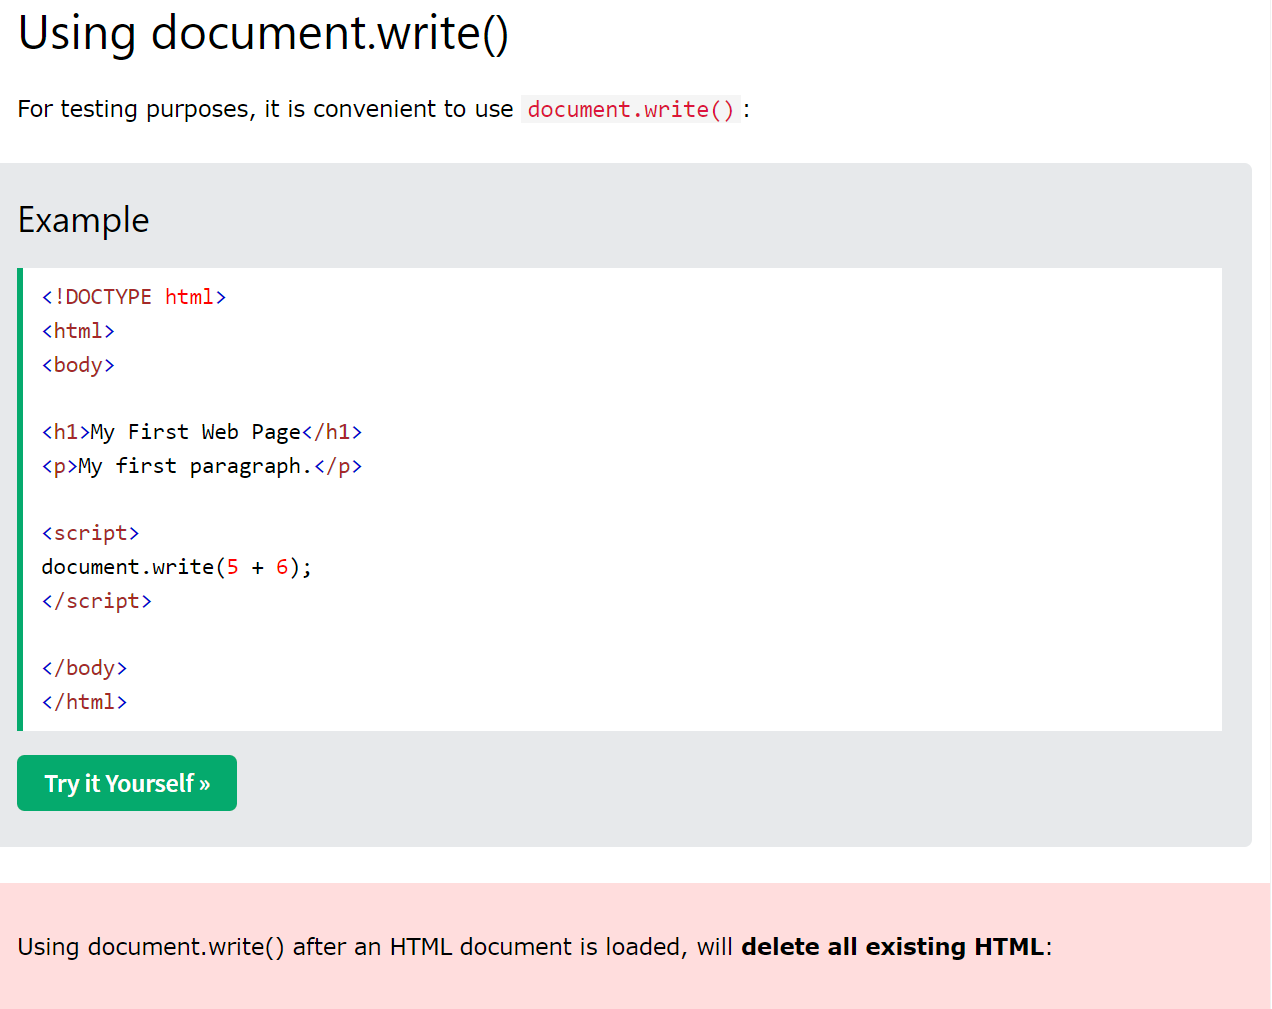 Using document.write()
For testing purposes, it is convenient to use document.write():
Example
<!DOCTYPE html>
<html>
<body>
<h1>My First Web Page</h1>
<p>My first paragraph.</p>
<script>
document.write(5 + 6);
</script>
</body>
</html>
Try it Yourself »
Using document.write() after an HTML document is loaded, will delete all existing HTML: